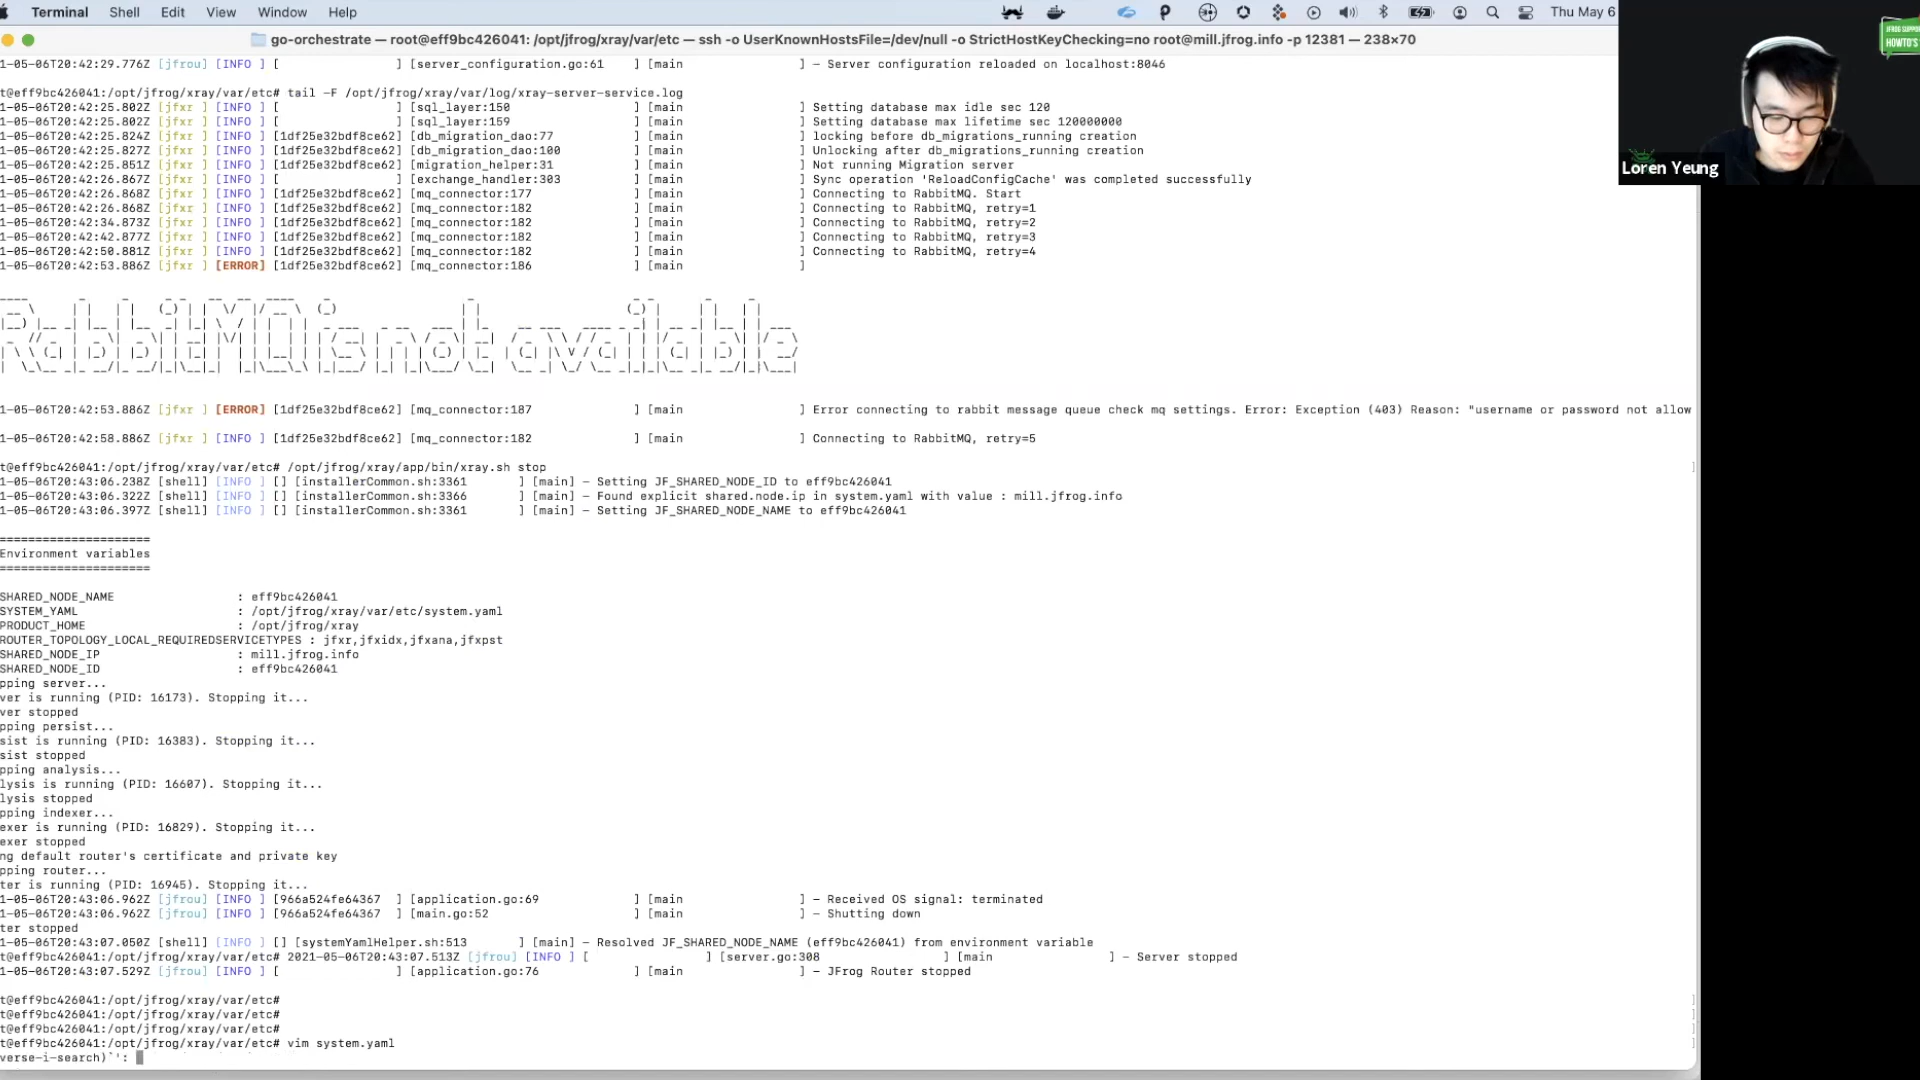 Terminal Shell Edit View Window Help Thu May 6
go-orchestrate — root@eff9bc426041: /opt/jfrog/xray/var/etc — ssh -o UserKnownHostsFile=/dev/null -o StrictHostKeyChecking=no root@mill.jfrog.info -p 12381 — 238×70
JFROG SUPPORT
HOWTO'S
Loren Yeung
1-05-06T20:42:29.776Z [jfrou] [INFO ] [ ] [server_configuration.go:61 ] [main ] - Server configuration reloaded on localhost:8046
t@eff9bc426041:/opt/jfrog/xray/var/etc# tail -F /opt/jfrog/xray/var/log/xray-server-service.log
1-05-06T20:42:25.802Z [jfxr ] [INFO ] [ ] [sql_layer:150 ] [main ] Setting database max idle sec 120
1-05-06T20:42:25.802Z [jfxr ] [INFO ] [ ] [sql_layer:159 ] [main ] Setting database max lifetime sec 120000000
1-05-06T20:42:25.824Z [jfxr ] [INFO ] [1df25e32bdf8ce62] [db_migration_dao:77 ] [main ] locking before db_migrations_running creation
1-05-06T20:42:25.827Z [jfxr ] [INFO ] [1df25e32bdf8ce62] [db_migration_dao:100 ] [main ] Unlocking after db_migrations_running creation
1-05-06T20:42:25.851Z [jfxr ] [INFO ] [1df25e32bdf8ce62] [migration_helper:31 ] [main ] Not running Migration server
1-05-06T20:42:26.867Z [jfxr ] [INFO ] [ ] [exchange_handler:303 ] [main ] Sync operation 'ReloadConfigCache' was completed successfully
1-05-06T20:42:26.868Z [jfxr ] [INFO ] [1df25e32bdf8ce62] [mq_connector:177 ] [main ] Connecting to RabbitMQ. Start
1-05-06T20:42:26.868Z [jfxr ] [INFO ] [1df25e32bdf8ce62] [mq_connector:182 ] [main ] Connecting to RabbitMQ, retry=1
1-05-06T20:42:34.873Z [jfxr ] [INFO ] [1df25e32bdf8ce62] [mq_connector:182 ] [main ] Connecting to RabbitMQ, retry=2
1-05-06T20:42:42.877Z [jfxr ] [INFO ] [1df25e32bdf8ce62] [mq_connector:182 ] [main ] Connecting to RabbitMQ, retry=3
1-05-06T20:42:50.881Z [jfxr ] [INFO ] [1df25e32bdf8ce62] [mq_connector:182 ] [main ] Connecting to RabbitMQ, retry=4
1-05-06T20:42:53.886Z [jfxr ] [ERROR] [1df25e32bdf8ce62] [mq_connector:186 ] [main ]
RabbitMQ is not available
1-05-06T20:42:53.886Z [jfxr ] [ERROR] [1df25e32bdf8ce62] [mq_connector:187 ] [main ] Error connecting to rabbit message queue check mq settings. Error: Exception (403) Reason: "username or password not allow
1-05-06T20:42:58.886Z [jfxr ] [INFO ] [1df25e32bdf8ce62] [mq_connector:182 ] [main ] Connecting to RabbitMQ, retry=5
t@eff9bc426041:/opt/jfrog/xray/var/etc# /opt/jfrog/xray/app/bin/xray.sh stop
1-05-06T20:43:06.238Z [shell] [INFO ] [] [installerCommon.sh:3361 ] [main] - Setting JF_SHARED_NODE_ID to eff9bc426041
1-05-06T20:43:06.322Z [shell] [INFO ] [] [installerCommon.sh:3366 ] [main] - Found explicit shared.node.ip in system.yaml with value : mill.jfrog.info
1-05-06T20:43:06.397Z [shell] [INFO ] [] [installerCommon.sh:3361 ] [main] - Setting JF_SHARED_NODE_NAME to eff9bc426041
=====================
Environment variables
=====================
SHARED_NODE_NAME : eff9bc426041
SYSTEM_YAML : /opt/jfrog/xray/var/etc/system.yaml
PRODUCT_HOME : /opt/jfrog/xray
ROUTER_TOPOLOGY_LOCAL_REQUIREDSERVICETYPES : jfxr,jfxidx,jfxana,jfxpst
SHARED_NODE_IP : mill.jfrog.info
SHARED_NODE_ID : eff9bc426041
pping server...
ver is running (PID: 16173). Stopping it...
ver stopped
pping persist...
sist is running (PID: 16383). Stopping it...
sist stopped
pping analysis...
lysis is running (PID: 16607). Stopping it...
lysis stopped
pping indexer...
exer is running (PID: 16829). Stopping it...
exer stopped
ng default router's certificate and private key
pping router...
ter is running (PID: 16945). Stopping it...
1-05-06T20:43:06.962Z [jfrou] [INFO ] [966a524fe64367 ] [application.go:69 ] [main ] - Received OS signal: terminated
1-05-06T20:43:06.962Z [jfrou] [INFO ] [966a524fe64367 ] [main.go:52 ] [main ] - Shutting down
ter stopped
1-05-06T20:43:07.050Z [shell] [INFO ] [] [systemYamlHelper.sh:513 ] [main] - Resolved JF_SHARED_NODE_NAME (eff9bc426041) from environment variable
t@eff9bc426041:/opt/jfrog/xray/var/etc# 2021-05-06T20:43:07.513Z [jfrou] [INFO ] [ ] [server.go:308 ] [main ] - Server stopped
1-05-06T20:43:07.529Z [jfrou] [INFO ] [ ] [application.go:76 ] [main ] - JFrog Router stopped
t@eff9bc426041:/opt/jfrog/xray/var/etc#
t@eff9bc426041:/opt/jfrog/xray/var/etc#
t@eff9bc426041:/opt/jfrog/xray/var/etc#
t@eff9bc426041:/opt/jfrog/xray/var/etc# vim system.yaml
verse-i-search)`':